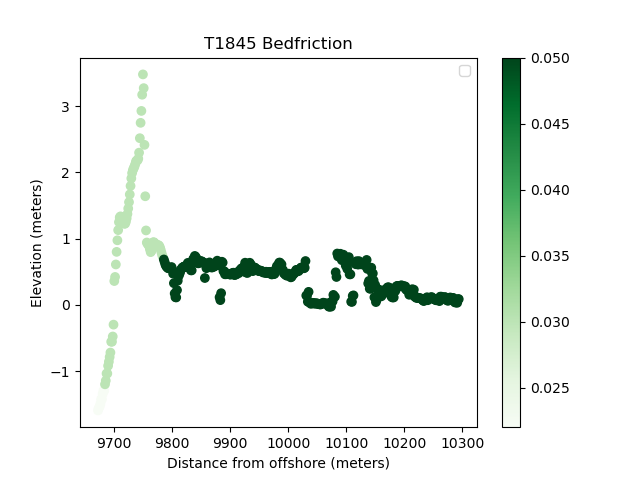 T1845 Bedfriction
Elevation (meters)
3
2
1
0
−1
9700 9800 9900 10000 10100 10200 10300
Distance from offshore (meters)
0.050
0.045
0.040
0.035
0.030
0.025